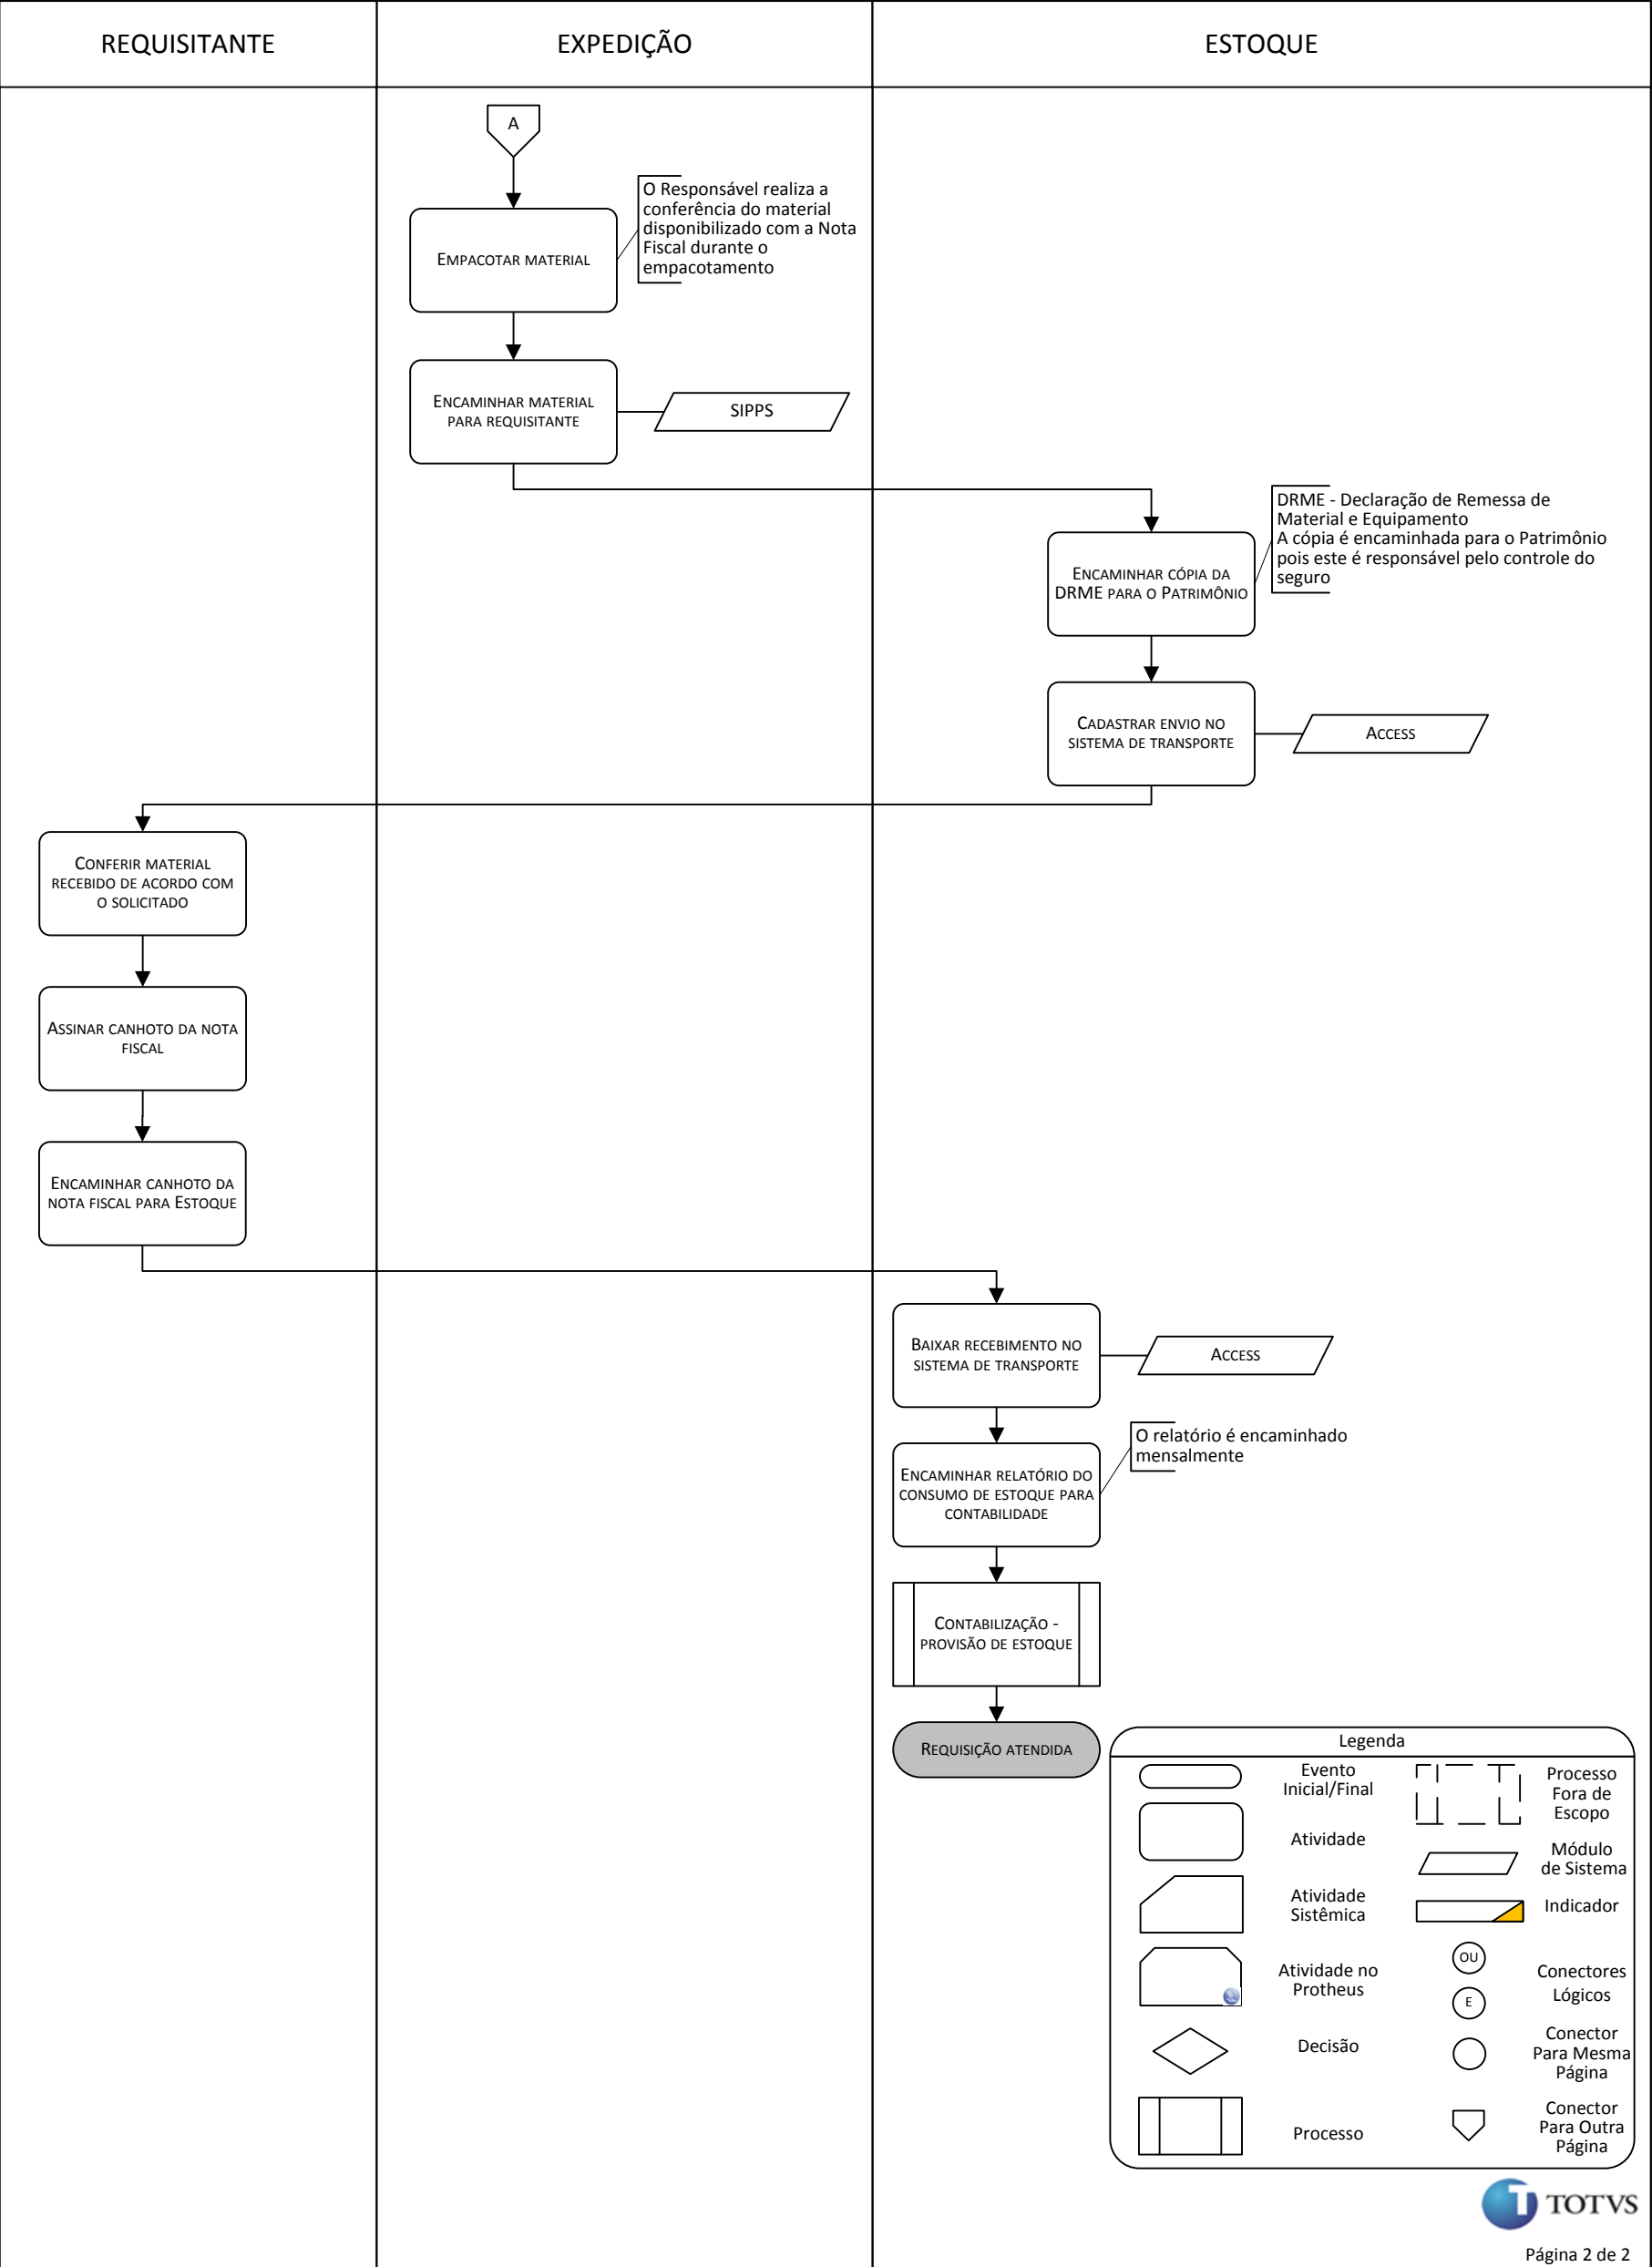 REQUISITANTE
EXPEDIÇÃO
ESTOQUE
A
O Responsável realiza a
conferência do material
disponibilizado com a Nota
Fiscal durante o
empacotamento
EMPACOTAR MATERIAL
ENCAMINHAR MATERIAL
PARA REQUISITANTE
SIPPS
DRME - Declaração de Remessa de
Material e Equipamento
A cópia é encaminhada para o Patrimônio
pois este é responsável pelo controle do
seguro
ENCAMINHAR CÓPIA DA
DRME PARA O PATRIMÔNIO
CADASTRAR ENVIO NO
SISTEMA DE TRANSPORTE
ACCESS
CONFERIR MATERIAL
RECEBIDO DE ACORDO COM
O SOLICITADO
ASSINAR CANHOTO DA NOTA
FISCAL
ENCAMINHAR CANHOTO DA
NOTA FISCAL PARA ESTOQUE
BAIXAR RECEBIMENTO NO
SISTEMA DE TRANSPORTE
ACCESS
O relatório é encaminhado
mensalmente
ENCAMINHAR RELATÓRIO DO
CONSUMO DE ESTOQUE PARA
CONTABILIDADE
CONTABILIZAÇÃO -
PROVISÃO DE ESTOQUE
REQUISIÇÃO ATENDIDA
Legenda
Evento
Inicial/Final
Atividade
Atividade
Sistêmica
Atividade no
Protheus
Decisão
Processo
Processo
Fora de
Escopo
Módulo
de Sistema
Indicador
OU
E
Conectores
Lógicos
Conector
Para Mesma
Página
Conector
Para Outra
Página
TOTVS
Página 2 de 2